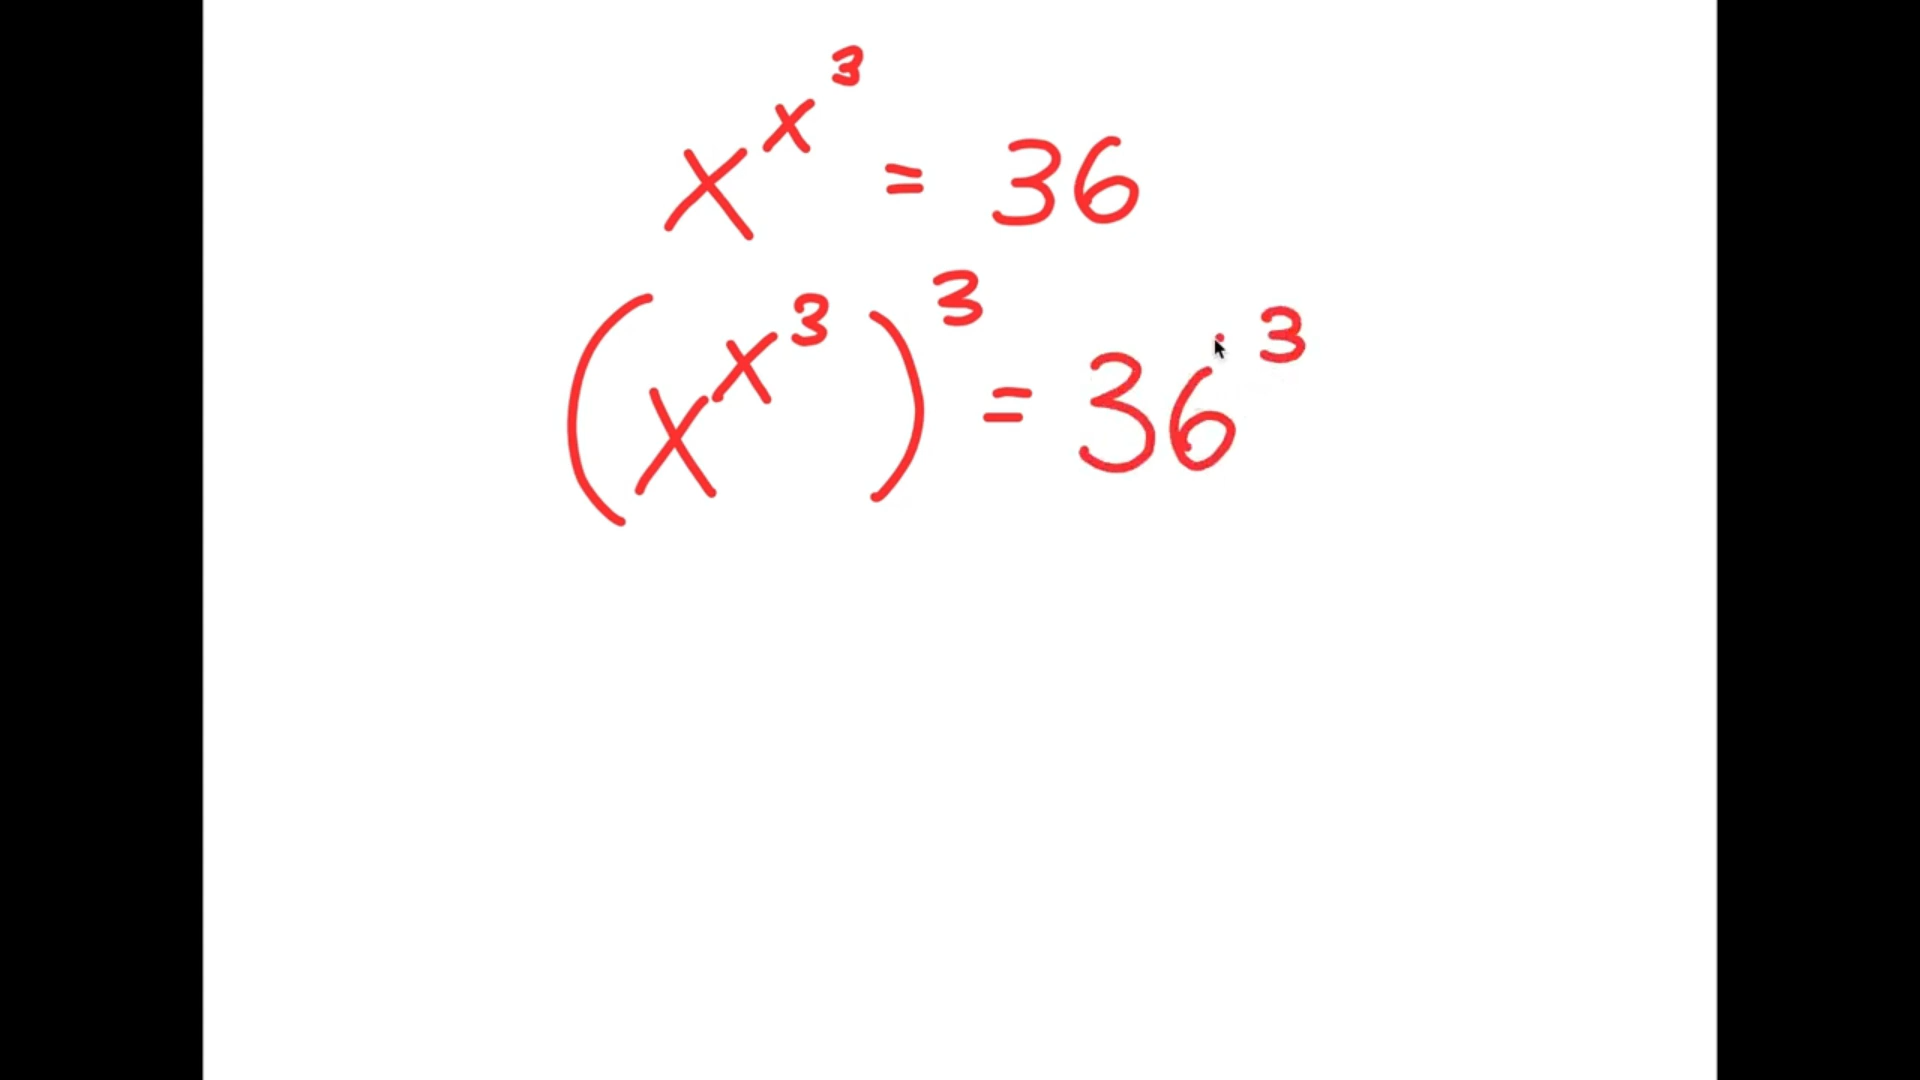 x^{x^3} = 36
(x^{x^3})^3 = 36^3